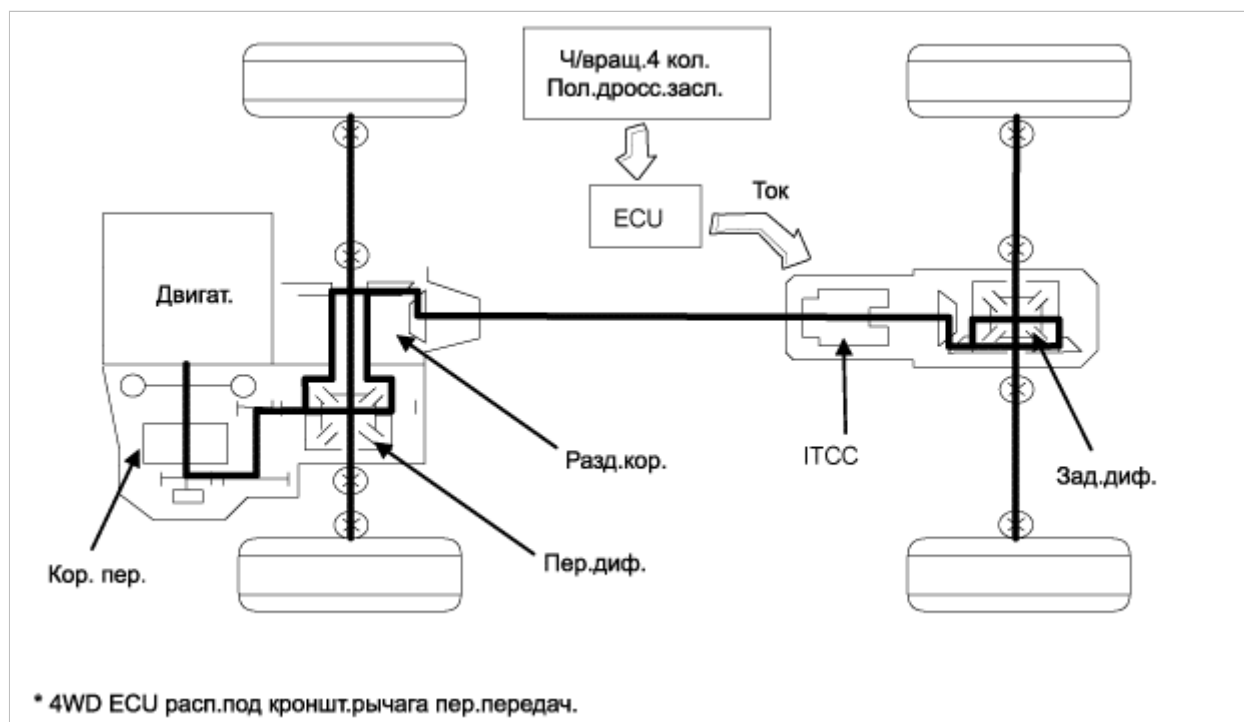 Ч/вращ.4 кол.
Пол.дросс.засл.
ECU
Ток
Двигат.
Разд.кор.
ITCC
Зад.диф.
Пер.диф.
Кор. пер.
* 4WD ECU расп.под кроншт.рычага пер.передач.